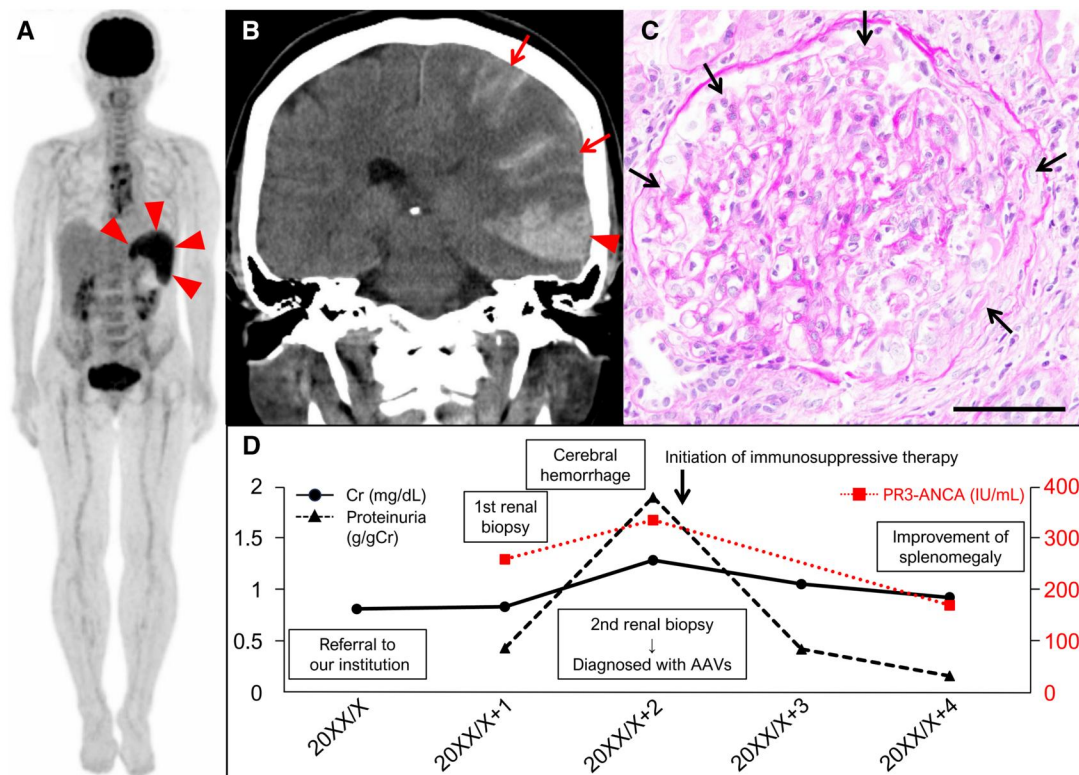 A
B
C
D
Cerebral
hemorrhage
Initiation of immunosuppressive therapy
2
1.5
1
0.5
0
Cr (mg/dL)
Proteinuria
(g/gCr)
1st renal
biopsy
PR3-ANCA (IU/mL)
400
300
200
100
0
Improvement of
splenomegaly
Referral to
our institution
2nd renal biopsy
↓
Diagnosed with AAVs
20XX/X
20XX/X+1
20XX/X+2
20XX/X+3
20XX/X+4